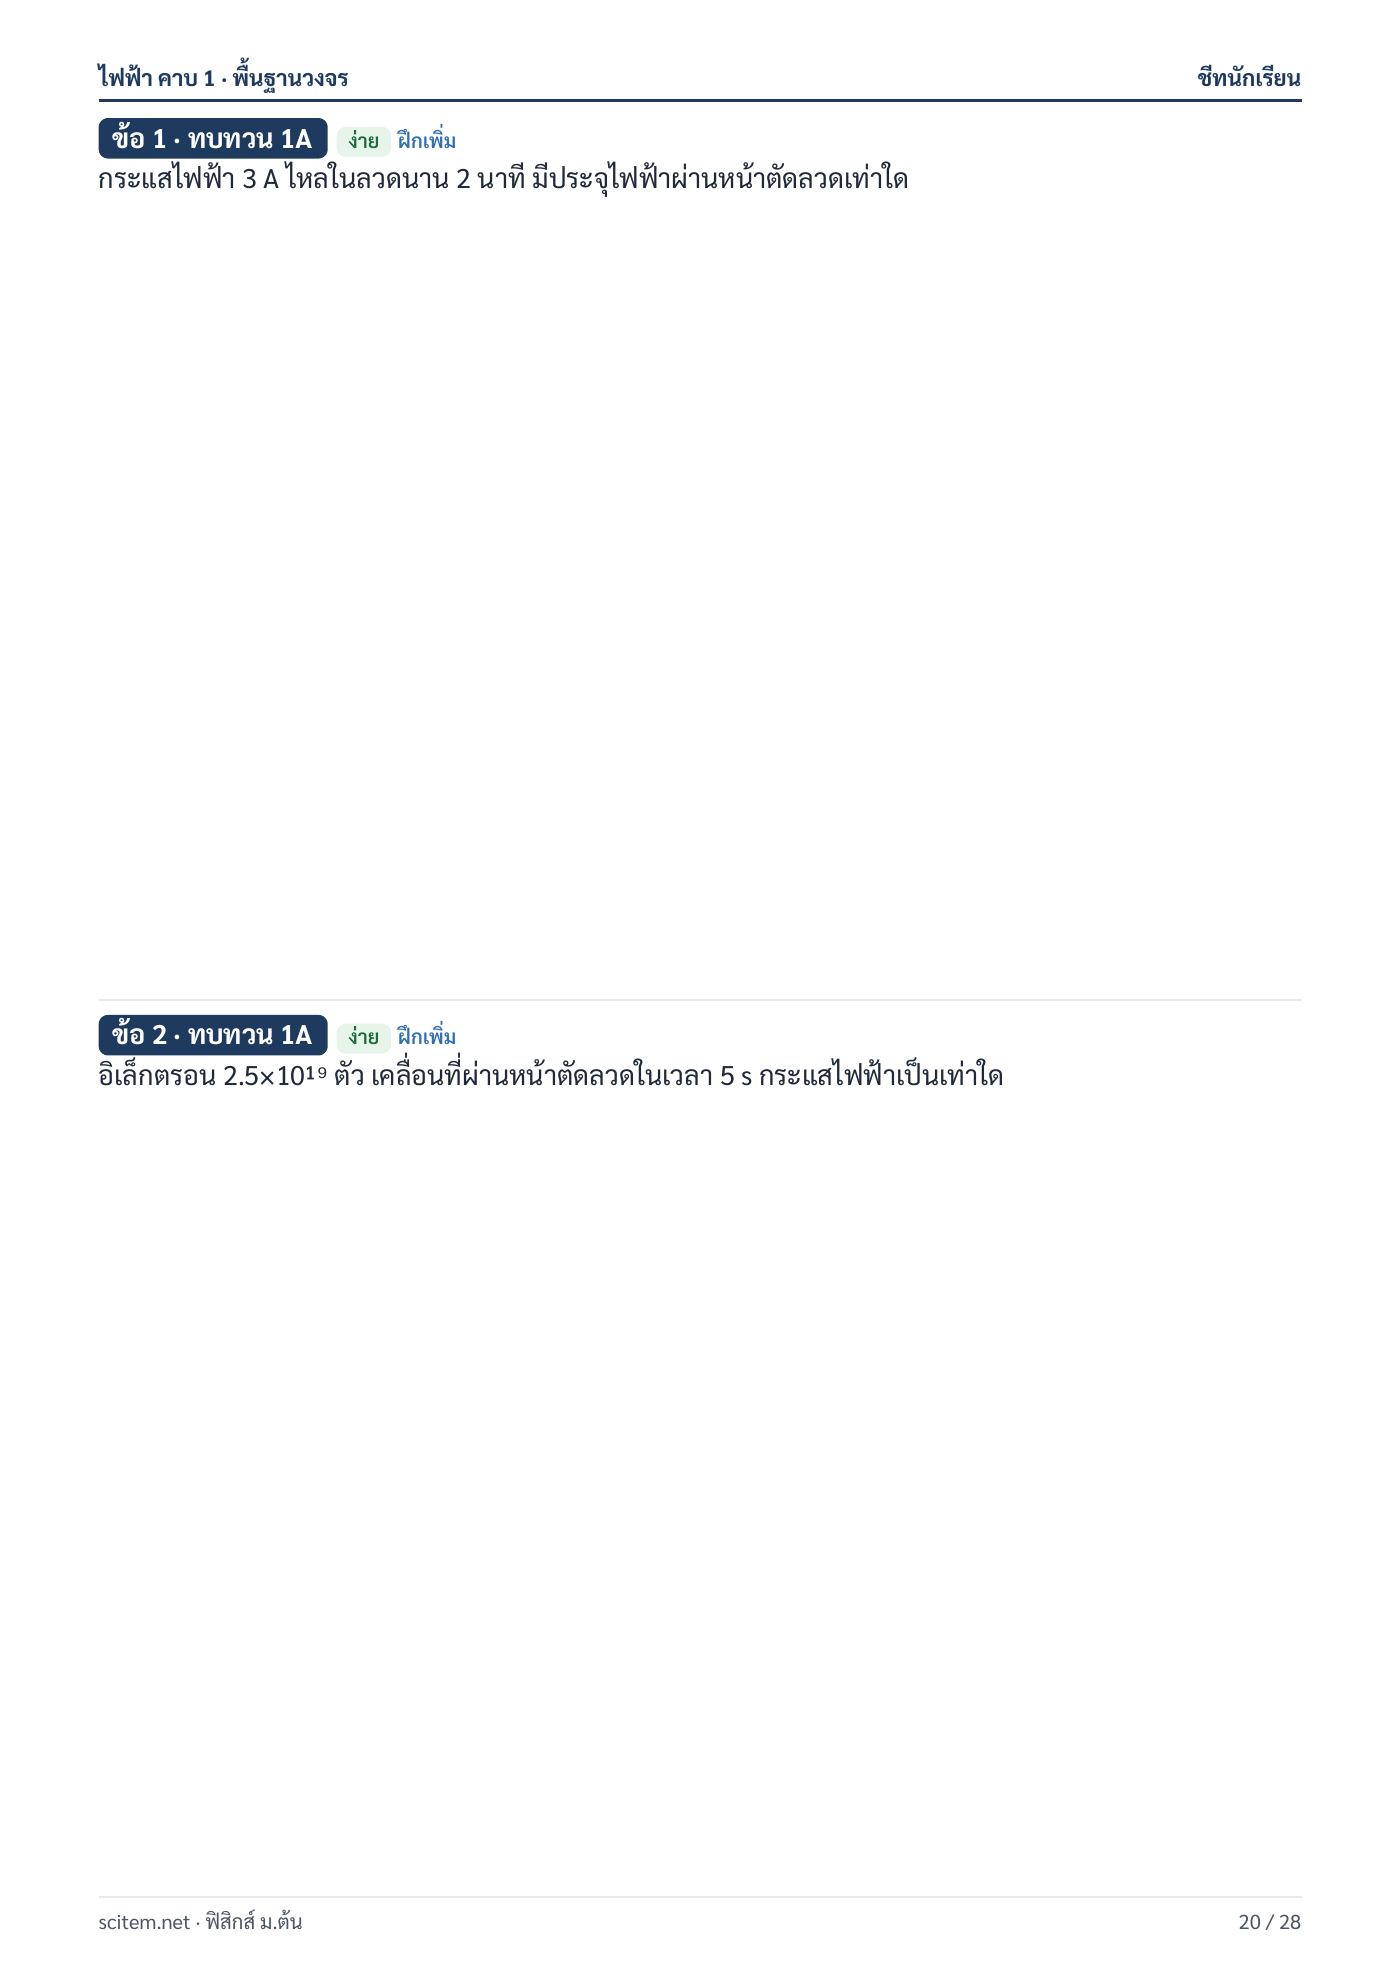 ไฟฟ้า คาบ 1 · พื้นฐานวงจร
ชีทนักเรียน
ข้อ 1 · ทบทวน 1A ง่าย ฝึกเพิ่ม
กระแสไฟฟ้า 3 A ไหลในลวดนาน 2 นาที มีประจุไฟฟ้าผ่านหน้าตัดลวดเท่าใด
ข้อ 2 · ทบทวน 1A ง่าย ฝึกเพิ่ม
อิเล็กตรอน 2.5×10¹⁹ ตัว เคลื่อนที่ผ่านหน้าตัดลวดในเวลา 5 s กระแสไฟฟ้าเป็นเท่าใด
scitem.net · ฟิสิกส์ ม.ต้น
20 / 28